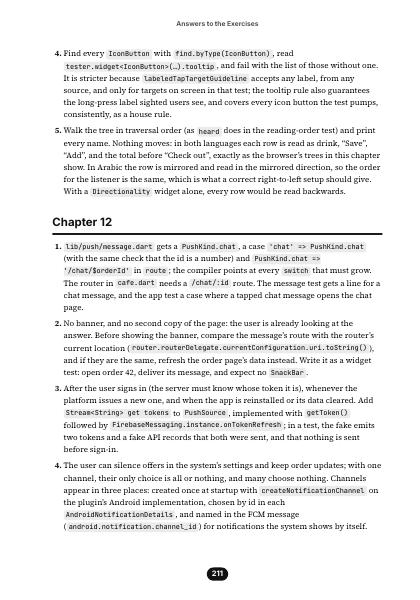 Answers to the Exercises
4. Find every IconButton with find.byType(IconButton), read
tester.widget<IconButton>(…).tooltip, and fail with the list of those without one.
It is stricter because labeledTapTargetGuideline accepts any label, from any
source, and only for targets on screen in that test; the tooltip rule also guarantees
the long-press label sighted users see, and covers every icon button the test pumps,
consistently, as a house rule.
5. Walk the tree in traversal order (as heard does in the reading-order test) and print
every name. Nothing moves: in both languages each row is read as drink, “Save”,
“Add”, and the total before “Check out”, exactly as the browser’s trees in this chapter
show. In Arabic the row is mirrored and read in the mirrored direction, so the order
for the listener is the same, which is what a correct right-to-left setup should give.
With a Directionality widget alone, every row would be read backwards.
Chapter 12
1. lib/push/message.dart gets a PushKind.chat, a case 'chat' => PushKind.chat
(with the same check that the id is a number) and PushKind.chat =>
'/chat/$orderId' in route; the compiler points at every switch that must grow.
The router in cafe.dart needs a /chat/:id route. The message test gets a line for a
chat message, and the app test a case where a tapped chat message opens the chat
page.
2. No banner, and no second copy of the page: the user is already looking at the
answer. Before showing the banner, compare the message’s route with the router’s
current location (router.routerDelegate.currentConfiguration.uri.toString()),
and if they are the same, refresh the order page’s data instead. Write it as a widget
test: open order 42, deliver its message, and expect no SnackBar.
3. After the user signs in (the server must know whose token it is), whenever the
platform issues a new one, and when the app is reinstalled or its data cleared. Add
Stream<String> get tokens to PushSource, implemented with getToken()
followed by FirebaseMessaging.instance.onTokenRefresh; in a test, the fake emits
two tokens and a fake API records that both were sent, and that nothing is sent
before sign-in.
4. The user can silence offers in the system’s settings and keep order updates; with one
channel, their only choice is all or nothing, and many choose nothing. Channels
appear in three places: created once at startup with createNotificationChannel on
the plugin’s Android implementation, chosen by id in each
AndroidNotificationDetails, and named in the FCM message
(android.notification.channel_id) for notifications the system shows by itself.
211